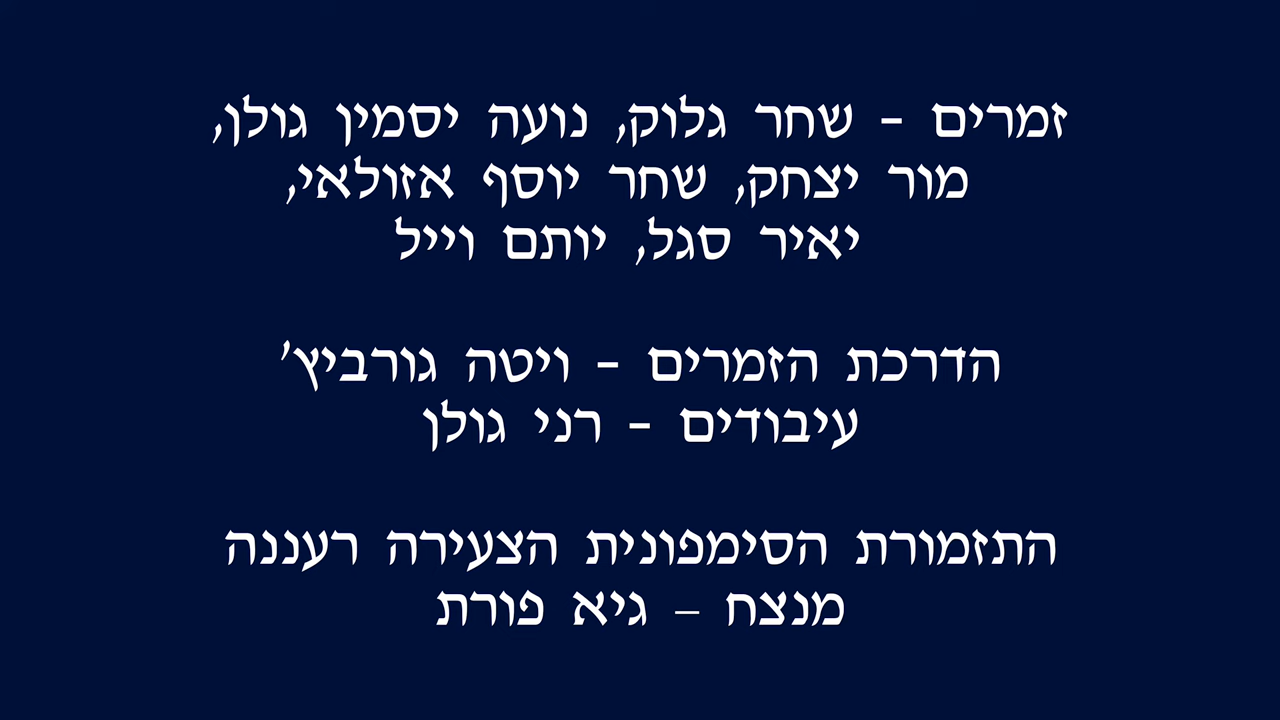 זמרים - שחר גלוק, נועה יסמין גולן,
מור יצחק, שחר יוסף אזולאי,
יאיר סגל, יותם וייל
הדרכת הזמרים - ויטה גורביץ'
עיבודים - רני גולן
התזמורת הסימפונית הצעירה רעננה
מנצח – גיא פורת